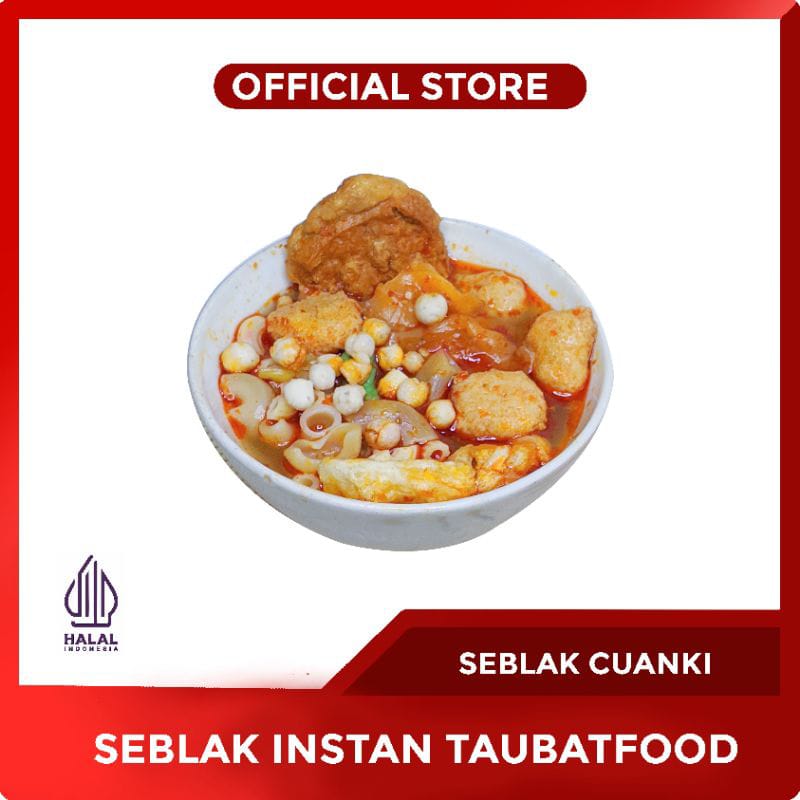 OFFICIAL STORE
HALAL
INDONESIA
SEBLAK CUANKI
SEBLAK INSTAN TAUBATFOOD